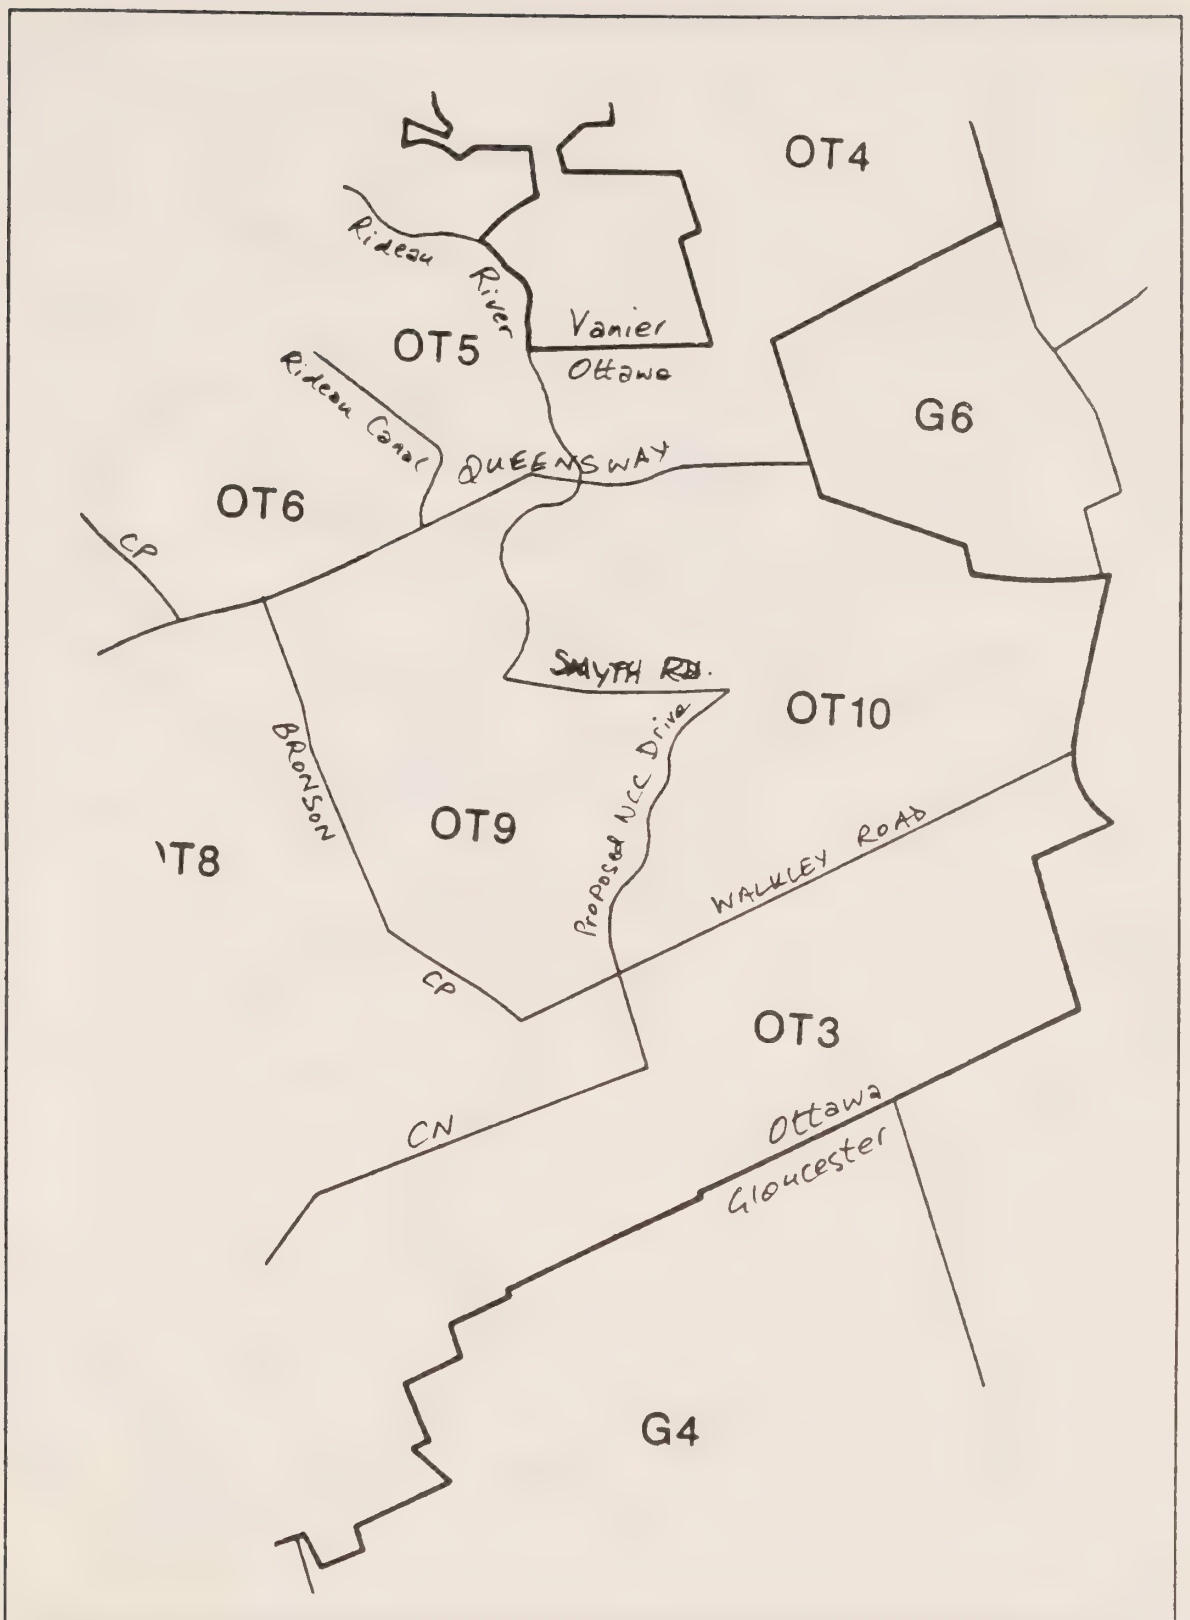 OT4
Rideau River
Vanier
OT5
Ottawa
Rideau Canal
G6
QUEENSWAY
OT6
CP
SMYTH RD.
OT10
Proposed NCC Drive
BRONSON
OT9
WALKLEY ROAD
T8
CP
OT3
Ottawa
CN
Gloucester
G4